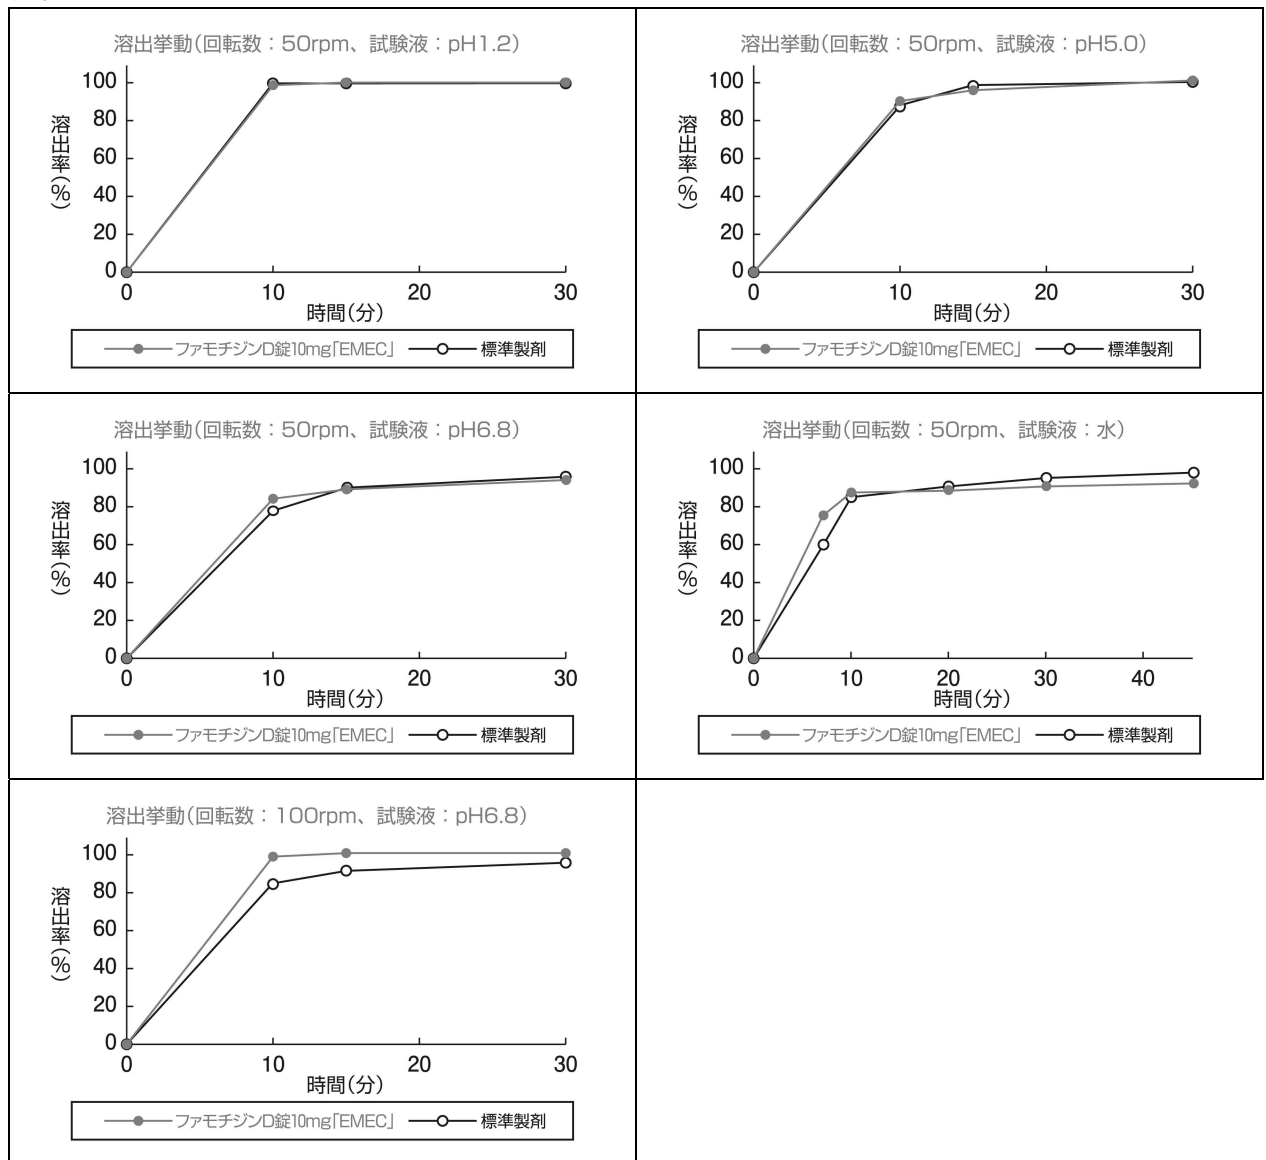 溶出挙動(回転数：50rpm、試験液：pH1.2)
100
80
60
40
20
0
溶出率(%)
0 10 20 30
時間(分)
ファモチジンD錠10mg「EMEC」 標準製剤
溶出挙動(回転数：50rpm、試験液：pH5.0)
100
80
60
40
20
0
溶出率(%)
0 10 20 30
時間(分)
ファモチジンD錠10mg「EMEC」 標準製剤
溶出挙動(回転数：50rpm、試験液：pH6.8)
100
80
60
40
20
0
溶出率(%)
0 10 20 30
時間(分)
ファモチジンD錠10mg「EMEC」 標準製剤
溶出挙動(回転数：50rpm、試験液：水)
100
80
60
40
20
0
溶出率(%)
0 10 20 30 40
時間(分)
ファモチジンD錠10mg「EMEC」 標準製剤
溶出挙動(回転数：100rpm、試験液：pH6.8)
100
80
60
40
20
0
溶出率(%)
0 10 20 30
時間(分)
ファモチジンD錠10mg「EMEC」 標準製剤